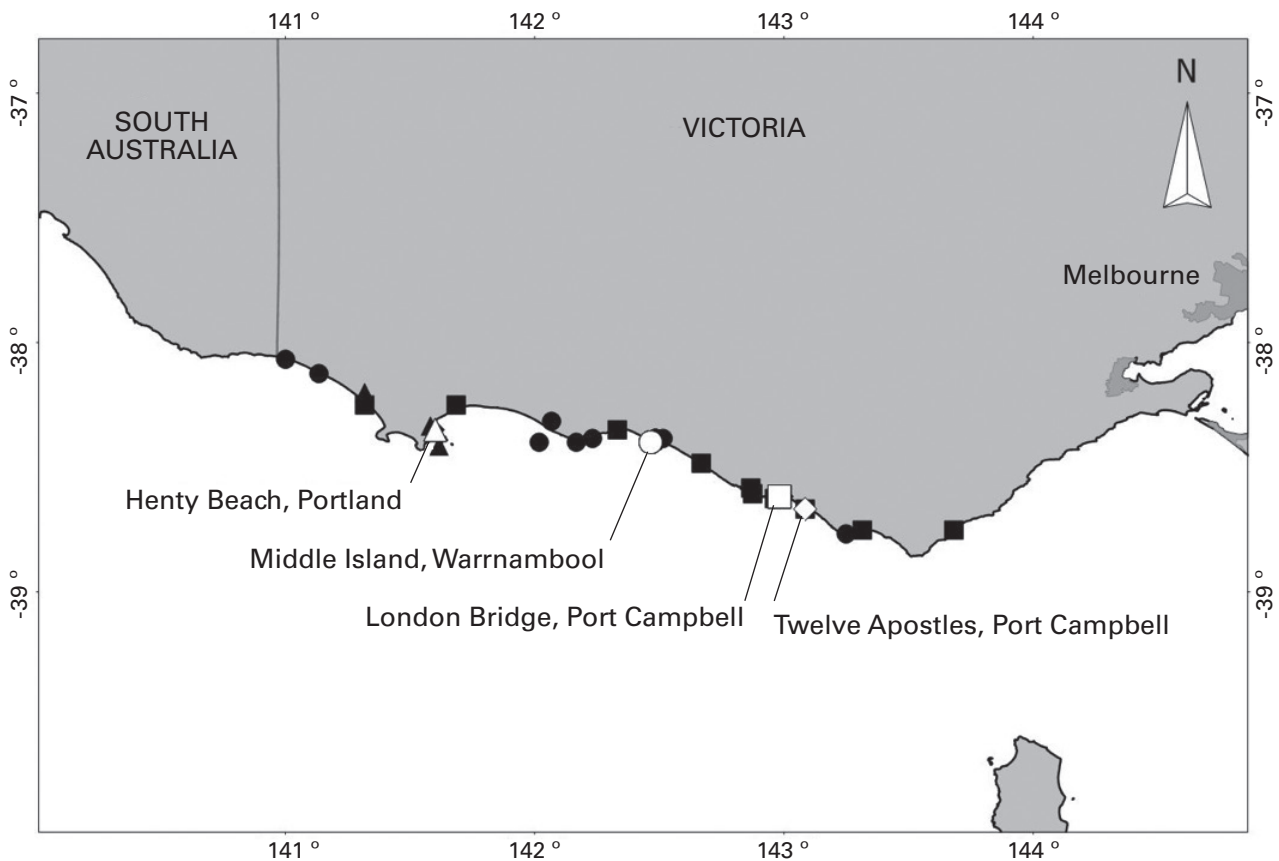 141 °
142 °
143 °
144 °
-37 °
-37 °
N
SOUTH
AUSTRALIA
VICTORIA
Melbourne
-38 °
-38 °
Henty Beach, Portland
Middle Island, Warrnambool
London Bridge, Port Campbell
Twelve Apostles, Port Campbell
-39 °
-39 °
141 °
142 °
143 °
144 °